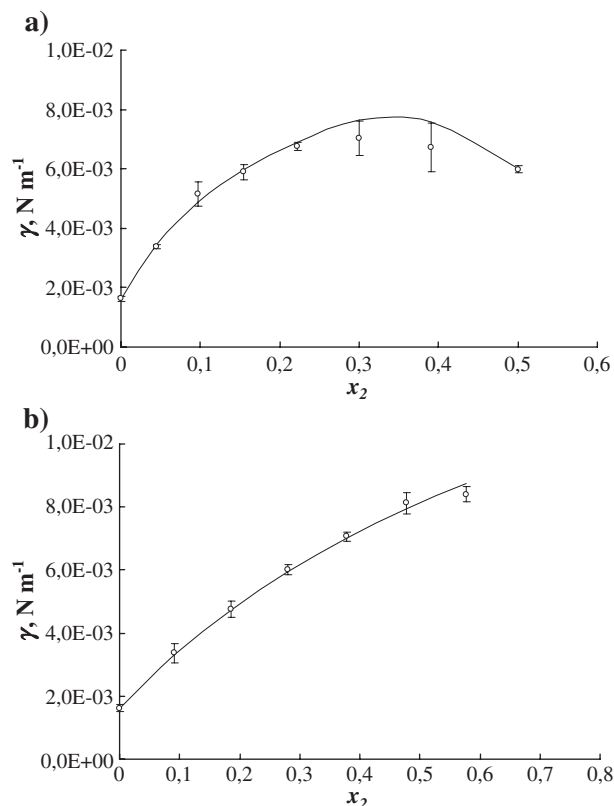 a)
1,0E-02
8,0E-03
6,0E-03
4,0E-03
2,0E-03
0,0E+00
γ, N m⁻¹
0 0,1 0,2 0,3 0,4 0,5 0,6
x₂
b)
1,0E-02
8,0E-03
6,0E-03
4,0E-03
2,0E-03
0,0E+00
γ, N m⁻¹
0 0,1 0,2 0,3 0,4 0,5 0,6 0,7 0,8
x₂